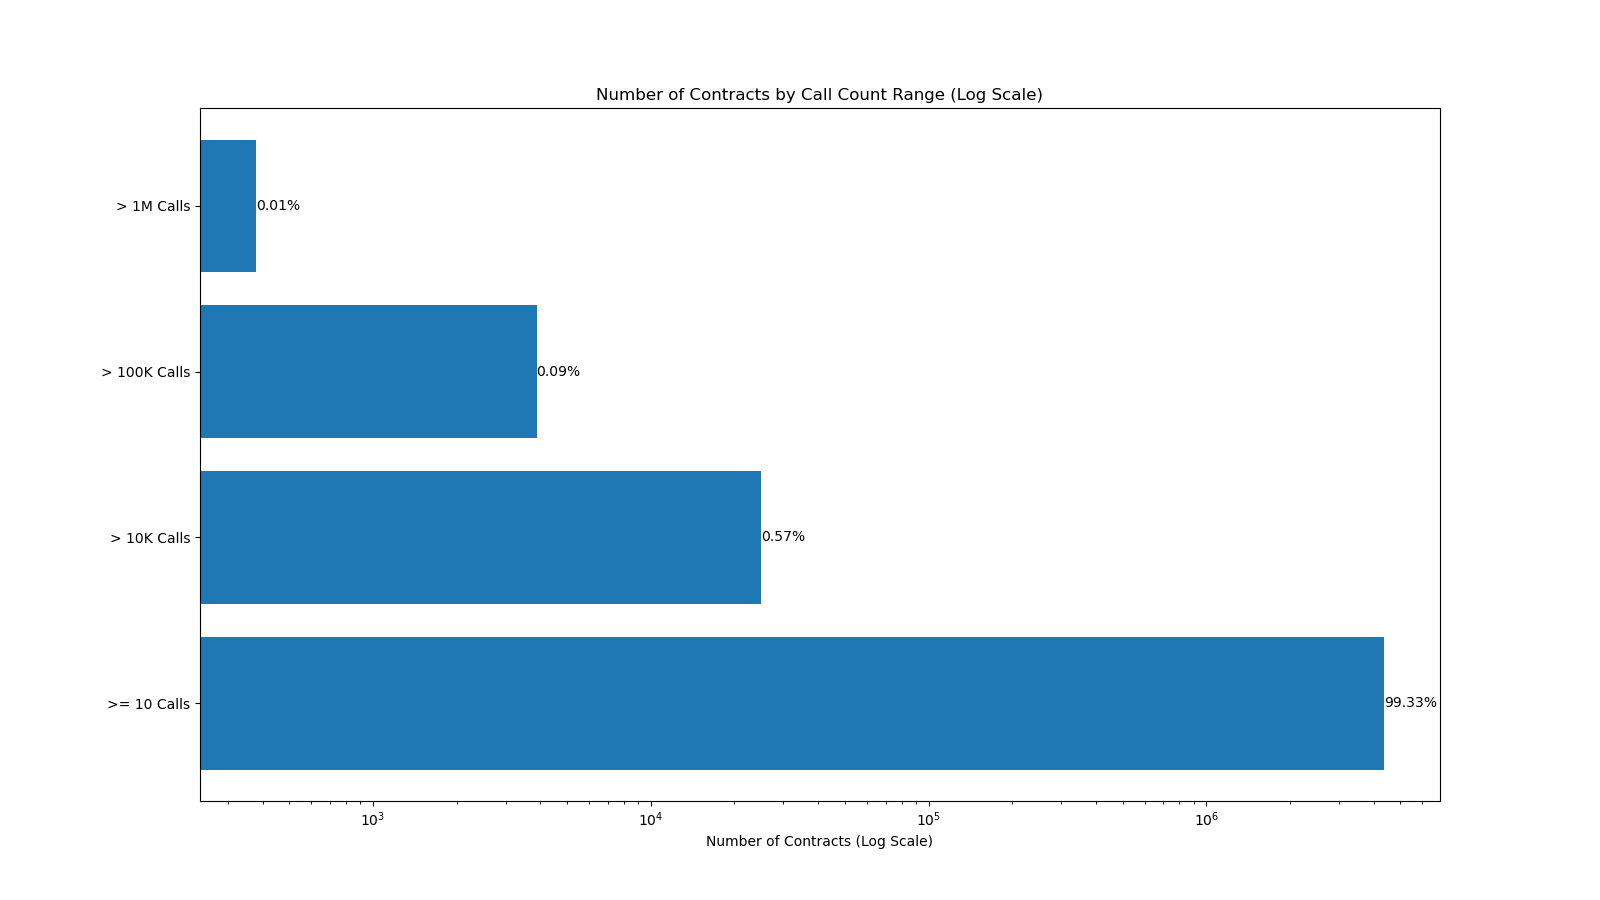 Number of Contracts by Call Count Range (Log Scale)
> 1M Calls
0.01%
> 100K Calls
0.09%
> 10K Calls
0.57%
>= 10 Calls
99.33%
10³ 10⁴ 10⁵ 10⁶
Number of Contracts (Log Scale)